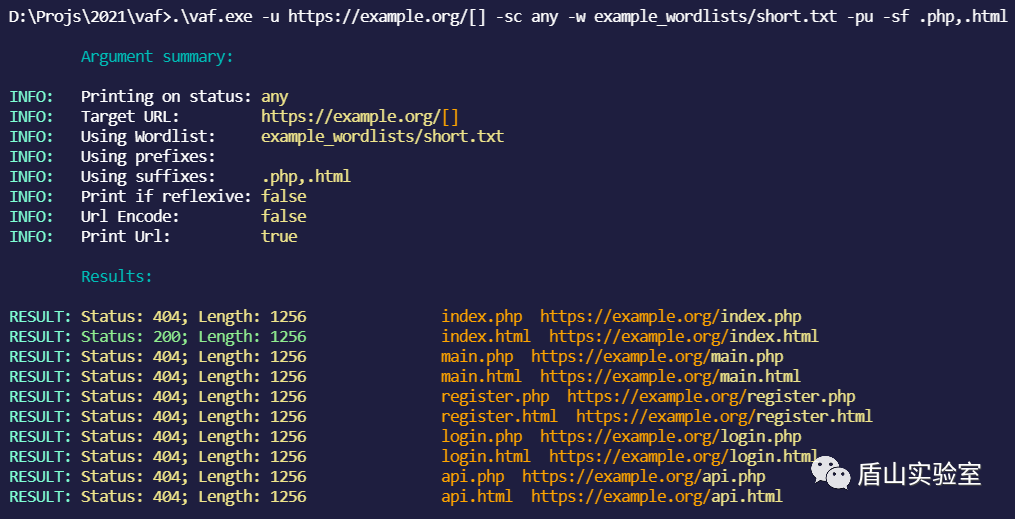 D:\Projs\2021\vaf>.\vaf.exe -u https://example.org/[] -sc any -w example_wordlists/short.txt -pu -sf .php,.html
Argument summary:
INFO: Printing on status: any
INFO: Target URL: https://example.org/[]
INFO: Using Wordlist: example_wordlists/short.txt
INFO: Using prefixes:
INFO: Using suffixes: .php,.html
INFO: Print if reflexive: false
INFO: Url Encode: false
INFO: Print Url: true
Results:
RESULT: Status: 404; Length: 1256 index.php https://example.org/index.php
RESULT: Status: 200; Length: 1256 index.html https://example.org/index.html
RESULT: Status: 404; Length: 1256 main.php https://example.org/main.php
RESULT: Status: 404; Length: 1256 main.html https://example.org/main.html
RESULT: Status: 404; Length: 1256 register.php https://example.org/register.php
RESULT: Status: 404; Length: 1256 register.html https://example.org/register.html
RESULT: Status: 404; Length: 1256 login.php https://example.org/login.php
RESULT: Status: 404; Length: 1256 login.html https://example.org/login.html
RESULT: Status: 404; Length: 1256 api.php https://example.org/api.php
RESULT: Status: 404; Length: 1256 api.html https://example.org/api.html
盾山实验室